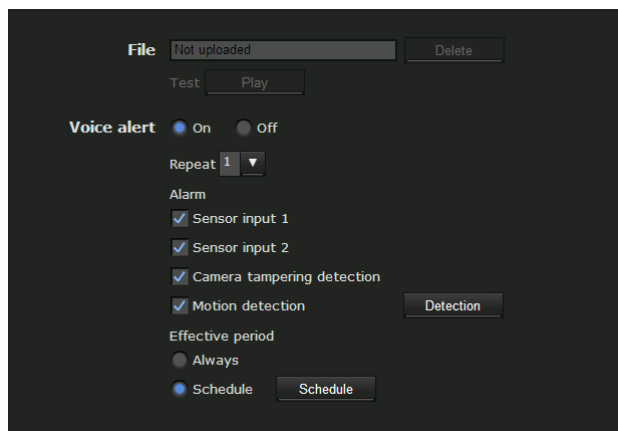 File Not uploaded Delete
Test Play
Voice alert On Off
Repeat 1
Alarm
Sensor input 1
Sensor input 2
Camera tampering detection
Motion detection Detection
Effective period
Always
Schedule Schedule